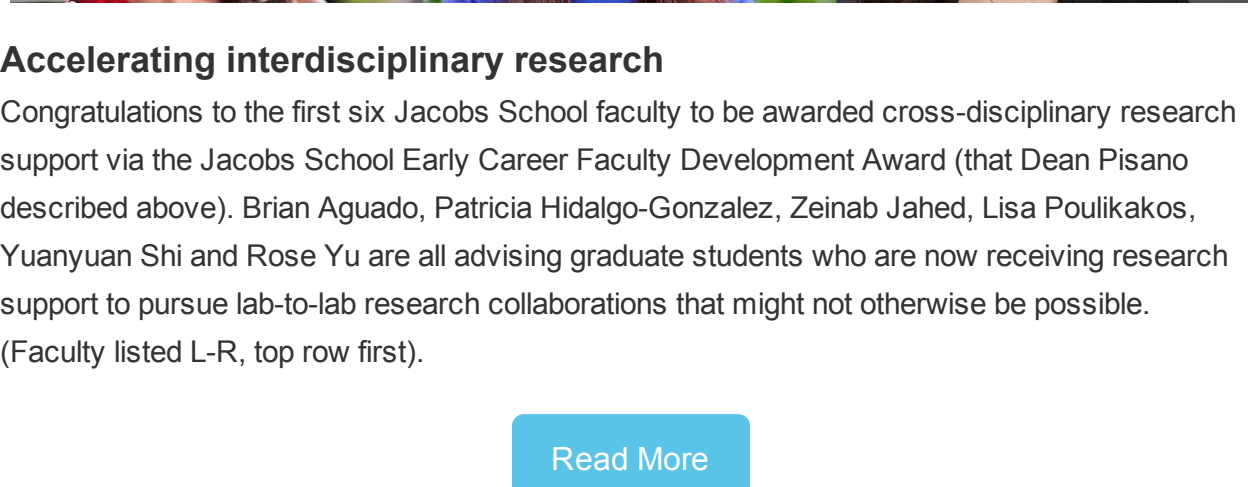 Accelerating interdisciplinary research
Congratulations to the first six Jacobs School faculty to be awarded cross-disciplinary research
support via the Jacobs School Early Career Faculty Development Award (that Dean Pisano
described above). Brian Aguado, Patricia Hidalgo-Gonzalez, Zeinab Jahed, Lisa Poulikakos,
Yuanyuan Shi and Rose Yu are all advising graduate students who are now receiving research
support to pursue lab-to-lab research collaborations that might not otherwise be possible.
(Faculty listed L-R, top row first).
Read More